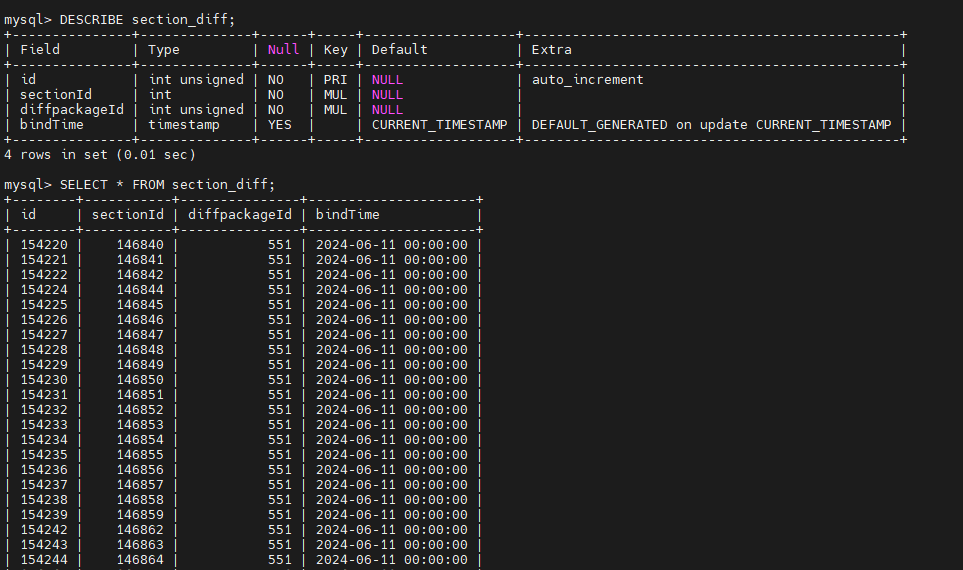 mysql> DESCRIBE section_diff;
+---------------+--------------+------+-----+-------------------+-----------------------------------------------+
| Field         | Type         | Null | Key | Default           | Extra                                         |
+---------------+--------------+------+-----+-------------------+-----------------------------------------------+
| id            | int unsigned | NO   | PRI | NULL              | auto_increment                                |
| sectionId     | int          | NO   | MUL | NULL              |                                               |
| diffpackageId | int unsigned | NO   | MUL | NULL              |                                               |
| bindTime      | timestamp    | YES  |     | CURRENT_TIMESTAMP | DEFAULT_GENERATED on update CURRENT_TIMESTAMP |
+---------------+--------------+------+-----+-------------------+-----------------------------------------------+
4 rows in set (0.01 sec)
mysql> SELECT * FROM section_diff;
+--------+-----------+---------------+---------------------+
| id     | sectionId | diffpackageId | bindTime            |
+--------+-----------+---------------+---------------------+
| 154220 |    146840 |           551 | 2024-06-11 00:00:00 |
| 154221 |    146841 |           551 | 2024-06-11 00:00:00 |
| 154222 |    146842 |           551 | 2024-06-11 00:00:00 |
| 154224 |    146844 |           551 | 2024-06-11 00:00:00 |
| 154225 |    146845 |           551 | 2024-06-11 00:00:00 |
| 154226 |    146846 |           551 | 2024-06-11 00:00:00 |
| 154227 |    146847 |           551 | 2024-06-11 00:00:00 |
| 154228 |    146848 |           551 | 2024-06-11 00:00:00 |
| 154229 |    146849 |           551 | 2024-06-11 00:00:00 |
| 154230 |    146850 |           551 | 2024-06-11 00:00:00 |
| 154231 |    146851 |           551 | 2024-06-11 00:00:00 |
| 154232 |    146852 |           551 | 2024-06-11 00:00:00 |
| 154233 |    146853 |           551 | 2024-06-11 00:00:00 |
| 154234 |    146854 |           551 | 2024-06-11 00:00:00 |
| 154235 |    146855 |           551 | 2024-06-11 00:00:00 |
| 154236 |    146856 |           551 | 2024-06-11 00:00:00 |
| 154237 |    146857 |           551 | 2024-06-11 00:00:00 |
| 154238 |    146858 |           551 | 2024-06-11 00:00:00 |
| 154239 |    146859 |           551 | 2024-06-11 00:00:00 |
| 154242 |    146862 |           551 | 2024-06-11 00:00:00 |
| 154243 |    146863 |           551 | 2024-06-11 00:00:00 |
| 154244 |    146864 |           551 | 2024-06-11 00:00:00 |